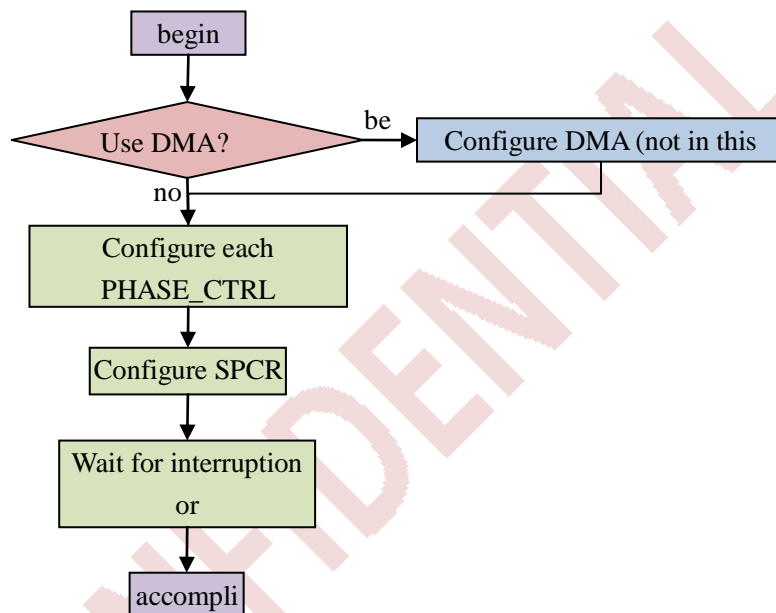 begin
Use DMA?
be
Configure DMA (not in this
no
Configure each
PHASE_CTRL
Configure SPCR
Wait for interruption
or
accompli
NFIDENTIAL